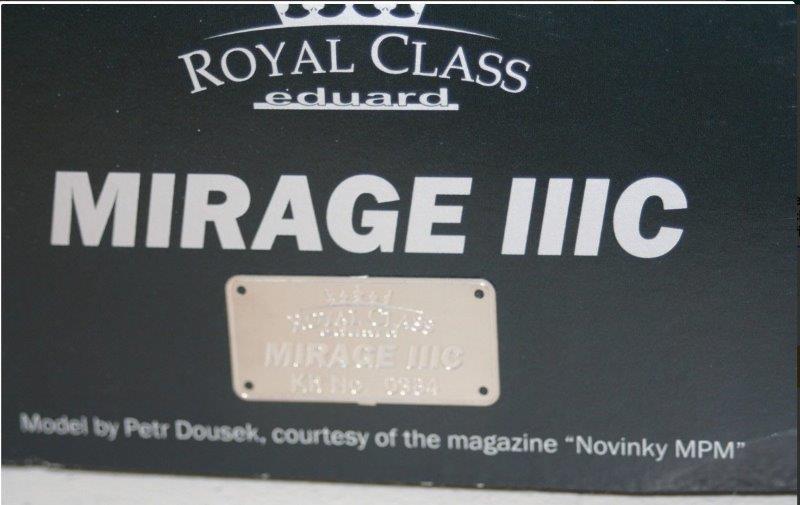 ROYAL CLASS
eduard
MIRAGE IIIC
ROYAL CLASS
MIRAGE IIIC
Kit No 0984
Model by Petr Dousek, courtesy of the magazine “Novinky MPM”